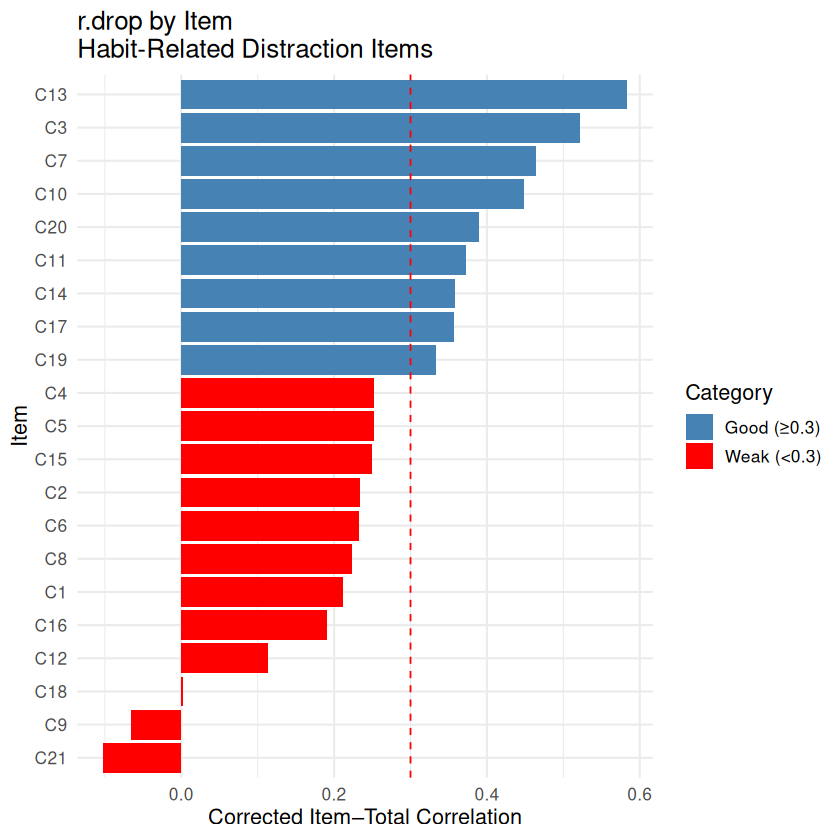 r.drop by Item
Habit-Related Distraction Items
C13
C3
C7
C10
C20
C11
C14
C17
C19
C4
C5
C15
C2
C6
C8
C1
C16
C12
C18
C9
C21
Item
0.0 0.2 0.4 0.6
Corrected Item−Total Correlation
Category
Good (≥0.3)
Weak (<0.3)